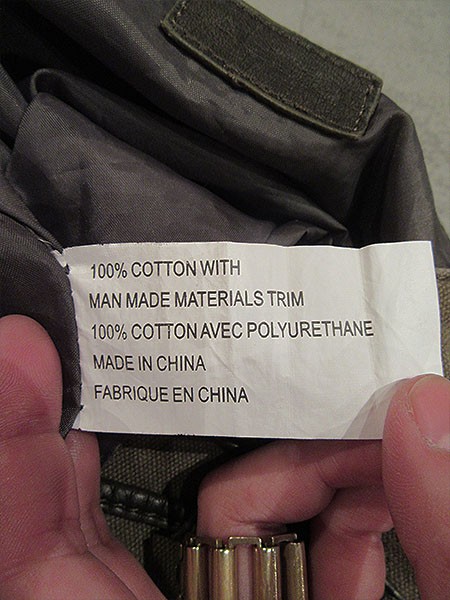 100% COTTON WITH
MAN MADE MATERIALS TRIM
100% COTTON AVEC POLYURETHANE
MADE IN CHINA
FABRIQUE EN CHINA